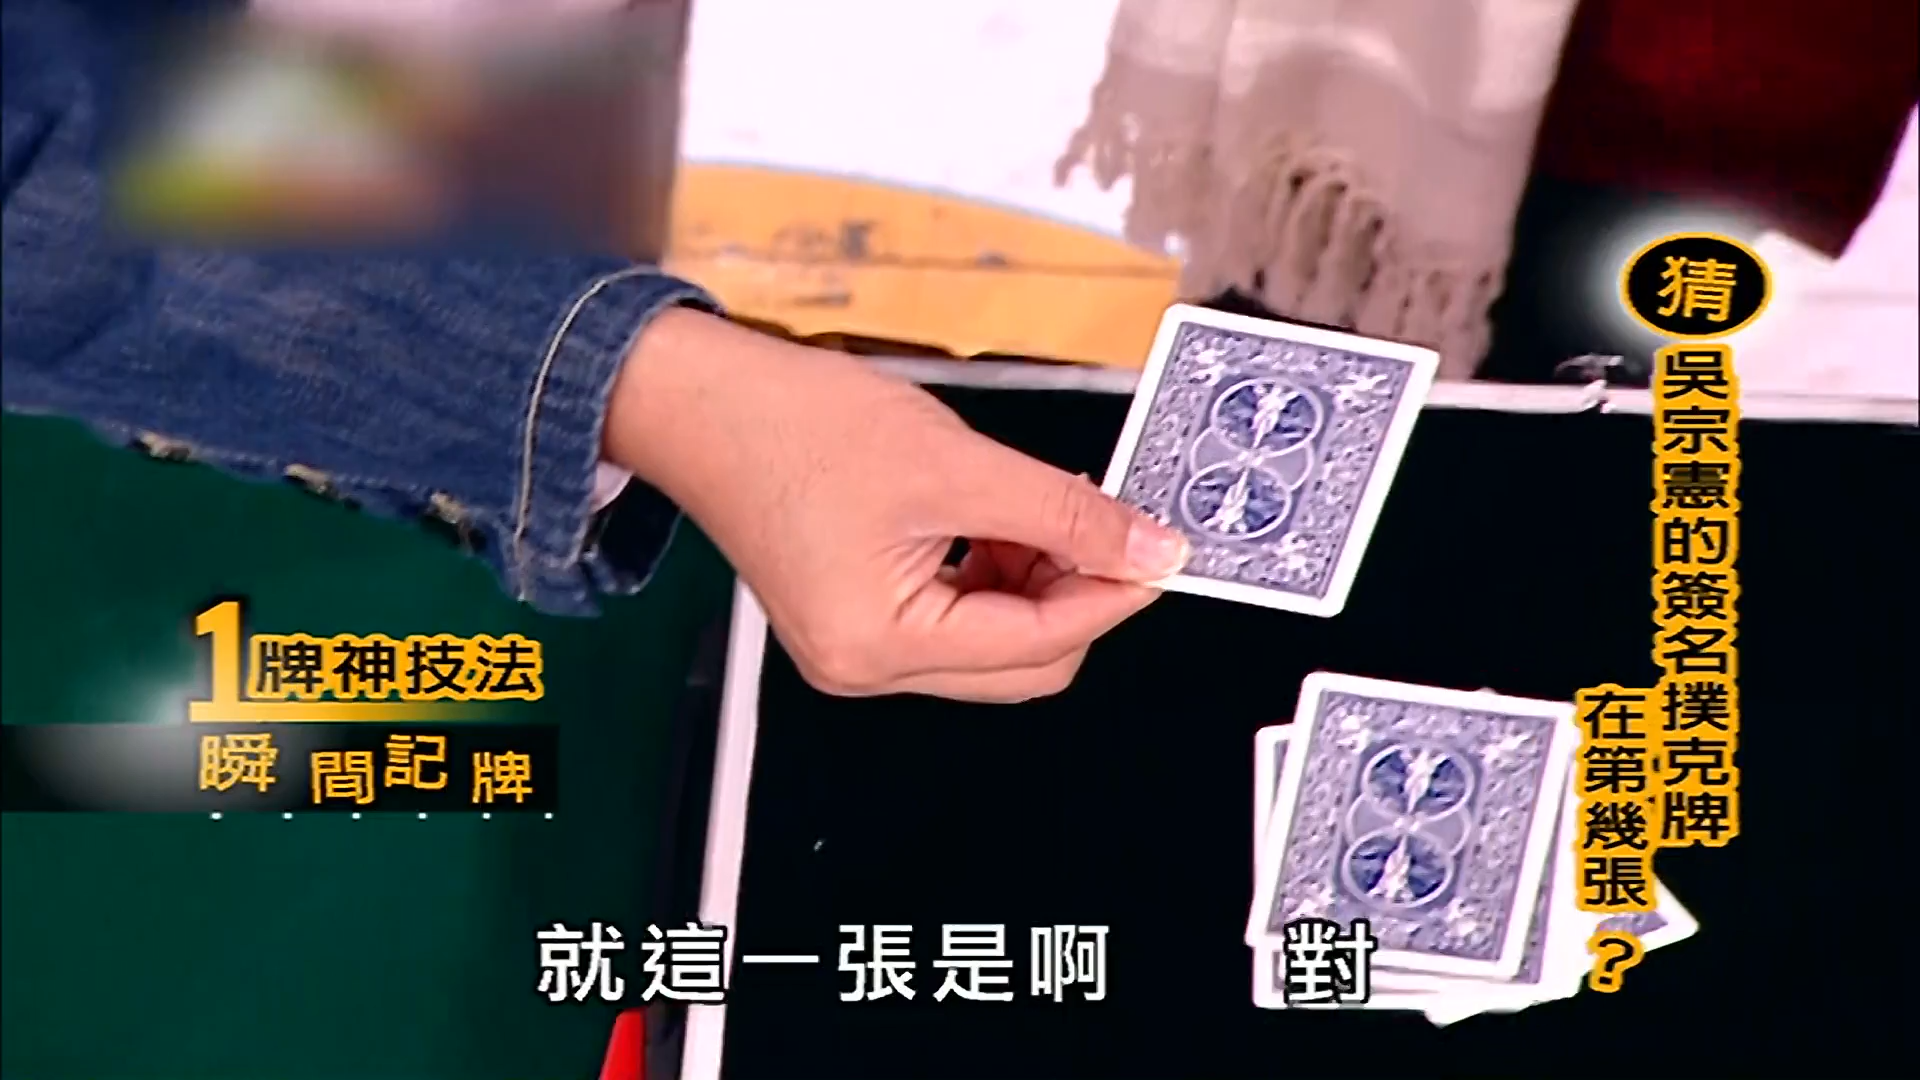 猜
吳宗憲的簽名撲克牌
在第幾張?
1牌神技法
瞬間記牌
就這一張是啊 對